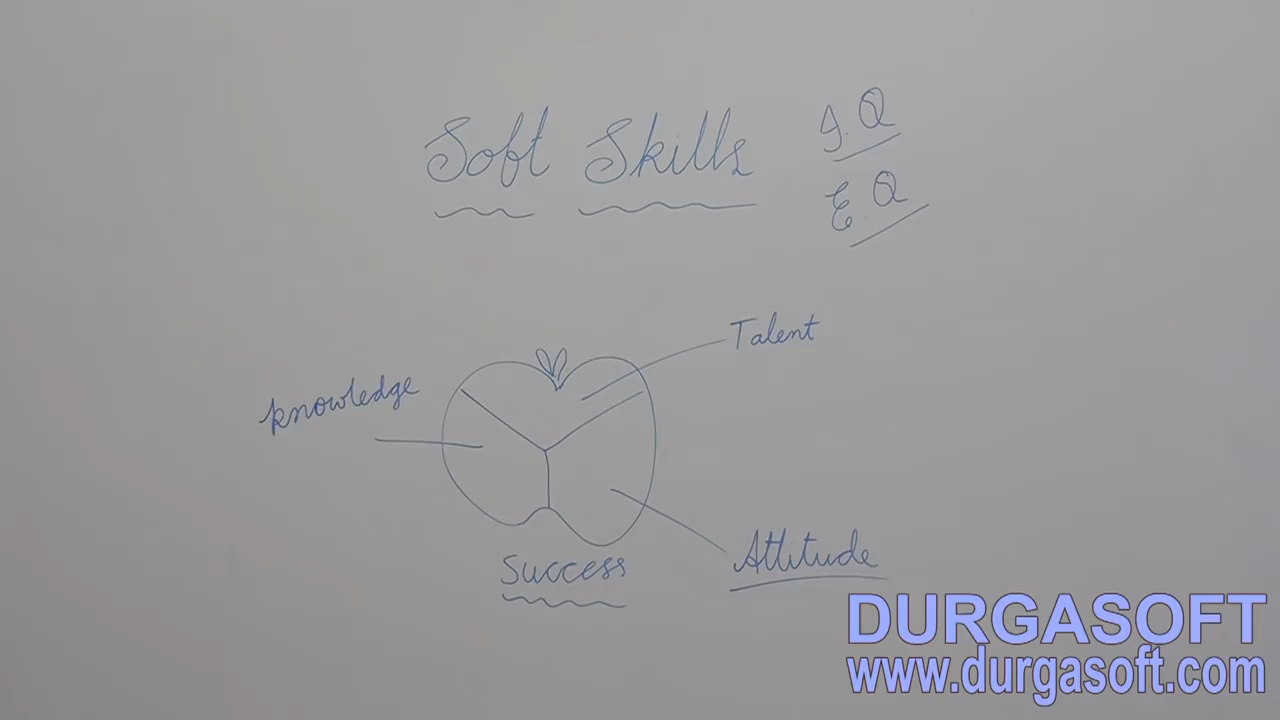 Soft Skills
I.Q
E.Q
Talent
knowledge
Attitude
Success
DURGASOFT
www.durgasoft.com